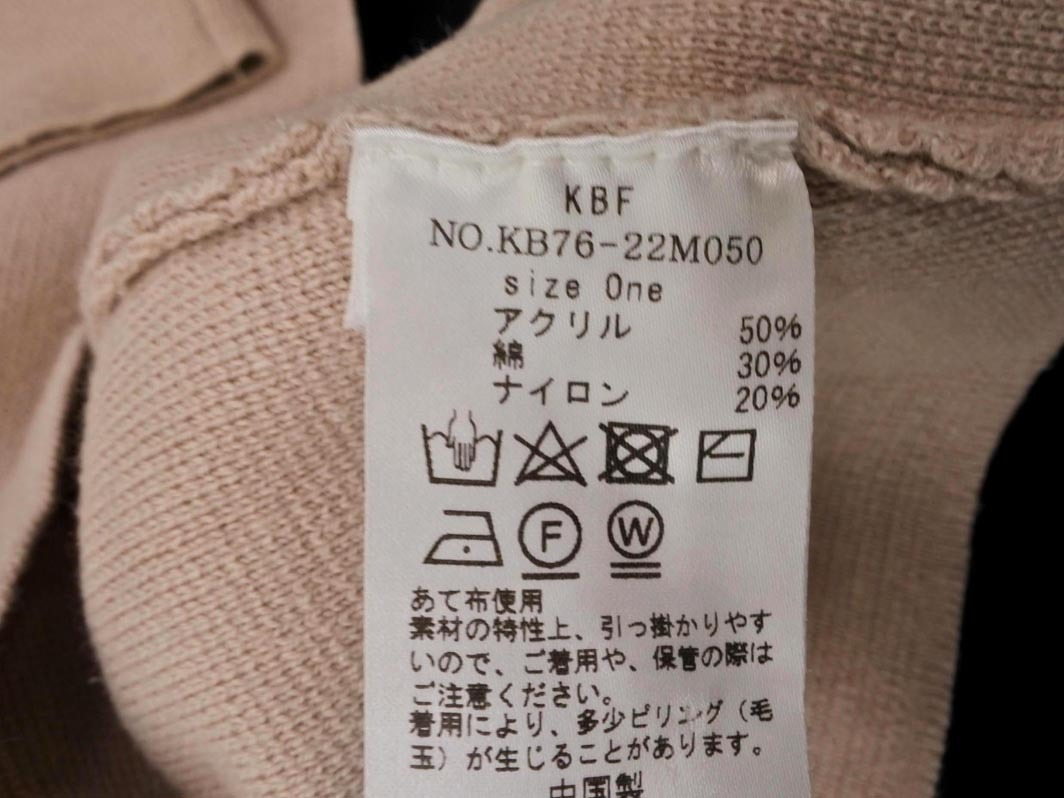 KBF
NO.KB76-22M050
size One
アクリル 50%
綿 30%
ナイロン 20%
F W
あて布使用
素材の特性上、引っ掛かりやす
いので、ご着用や、保管の際は
ご注意ください。
着用により、多少ピリング（毛
玉）が生じることがあります。
中国製